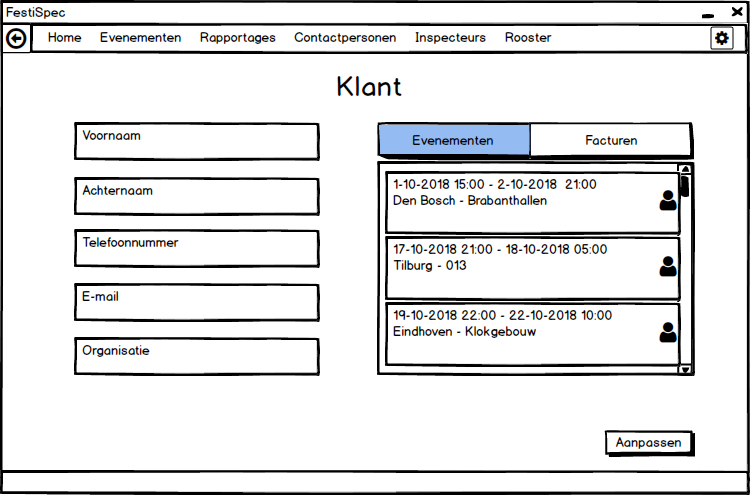 FestiSpec
Home Evenementen Rapportages Contactpersonen Inspecteurs Rooster
Klant
Voornaam
Achternaam
Telefoonnummer
E-mail
Organisatie
Evenementen Facturen
1-10-2018 15:00 - 2-10-2018 21:00
Den Bosch - Brabanthallen
17-10-2018 21:00 - 18-10-2018 05:00
Tilburg - 013
19-10-2018 22:00 - 22-10-2018 10:00
Eindhoven - Klokgebouw
Aanpassen